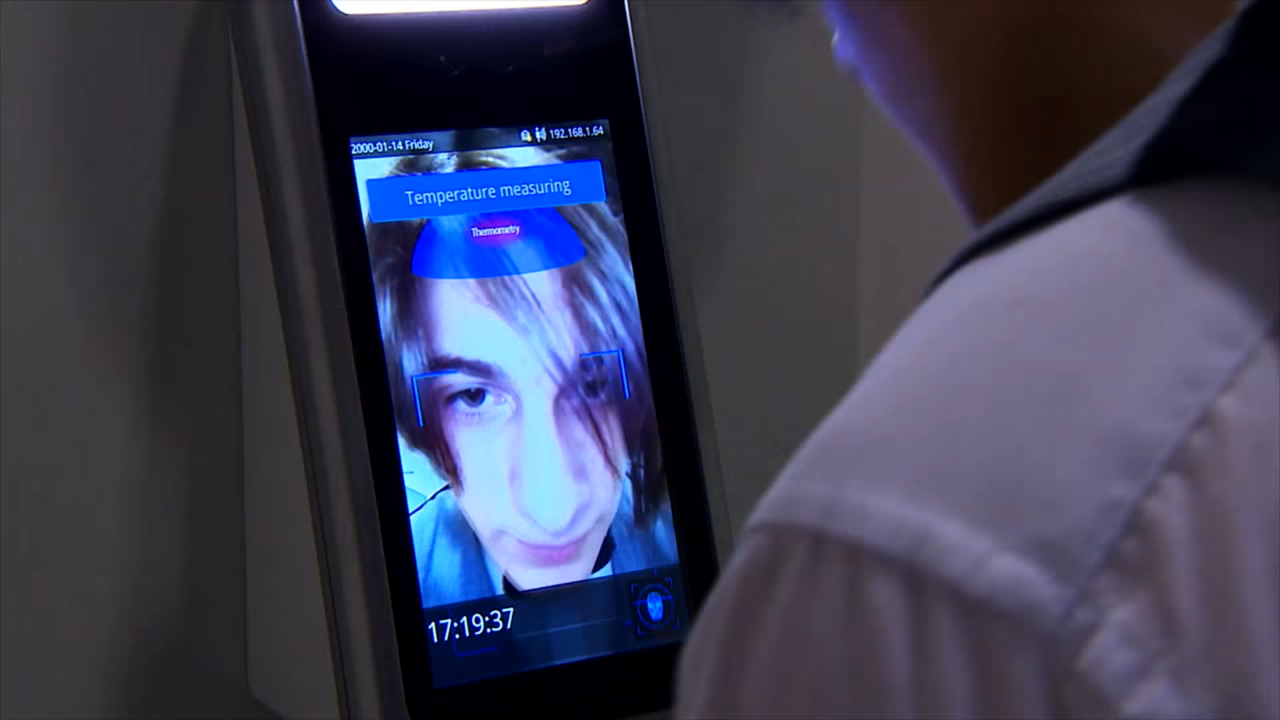 2000-01-14 Friday 192.168.1.64
Temperature measuring
Thermometry
17:19:37